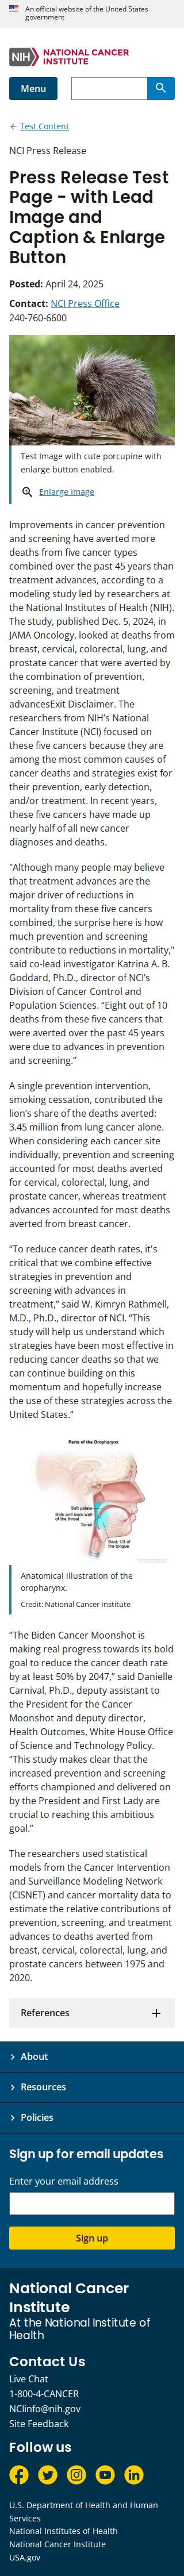 An official website of the United States
government
NIH
NATIONAL CANCER
INSTITUTE
Menu
Test Content
NCI Press Release
Press Release Test
Page - with Lead
Image and
Caption & Enlarge
Button
Posted: April 24, 2025
Contact: NCI Press Office
240-760-6600
Test Image with cute porcupine with
enlarge button enabled.
Enlarge Image
Improvements in cancer prevention
and screening have averted more
deaths from five cancer types
combined over the past 45 years than
treatment advances, according to a
modeling study led by researchers at
the National Institutes of Health (NIH).
The study, published Dec. 5, 2024, in
JAMA Oncology, looked at deaths from
breast, cervical, colorectal, lung, and
prostate cancer that were averted by
the combination of prevention,
screening, and treatment
advancesExit Disclaimer. The
researchers from NIH’s National
Cancer Institute (NCI) focused on
these five cancers because they are
among the most common causes of
cancer deaths and strategies exist for
their prevention, early detection,
and/or treatment. In recent years,
these five cancers have made up
nearly half of all new cancer
diagnoses and deaths.
"Although many people may believe
that treatment advances are the
major driver of reductions in
mortality from these five cancers
combined, the surprise here is how
much prevention and screening
contribute to reductions in mortality,"
said co-lead investigator Katrina A. B.
Goddard, Ph.D., director of NCI’s
Division of Cancer Control and
Population Sciences. “Eight out of 10
deaths from these five cancers that
were averted over the past 45 years
were due to advances in prevention
and screening.”
A single prevention intervention,
smoking cessation, contributed the
lion’s share of the deaths averted:
3.45 million from lung cancer alone.
When considering each cancer site
individually, prevention and screening
accounted for most deaths averted
for cervical, colorectal, lung, and
prostate cancer, whereas treatment
advances accounted for most deaths
averted from breast cancer.
“To reduce cancer death rates, it's
critical that we combine effective
strategies in prevention and
screening with advances in
treatment," said W. Kimryn Rathmell,
M.D., Ph.D., director of NCI. “This
study will help us understand which
strategies have been most effective in
reducing cancer deaths so that we
can continue building on this
momentum and hopefully increase
the use of these strategies across the
United States.”
Parts of the Oropharynx
Soft palate
Side and back
of the throat
Tonsil
Back 1/3 of
the tongue
Anatomical illustration of the
oropharynx.
Credit: National Cancer Institute
“The Biden Cancer Moonshot is
making real progress towards its bold
goal to reduce the cancer death rate
by at least 50% by 2047,” said Danielle
Carnival, Ph.D., deputy assistant to
the President for the Cancer
Moonshot and deputy director,
Health Outcomes, White House Office
of Science and Technology Policy.
“This study makes clear that the
increased prevention and screening
efforts championed and delivered on
by the President and First Lady are
crucial to reaching this ambitious
goal.”
The researchers used statistical
models from the Cancer Intervention
and Surveillance Modeling Network
(CISNET) and cancer mortality data to
estimate the relative contributions of
prevention, screening, and treatment
advances to deaths averted from
breast, cervical, colorectal, lung, and
prostate cancers between 1975 and
2020.
References
About
Resources
Policies
Sign up for email updates
Enter your email address
Sign up
National Cancer
Institute
At the National Institute of
Health
Contact Us
Live Chat
1-800-4-CANCER
NCIinfo@nih.gov
Site Feedback
Follow us
U.S. Department of Health and Human
Services
National Institutes of Health
National Cancer Institute
USA.gov